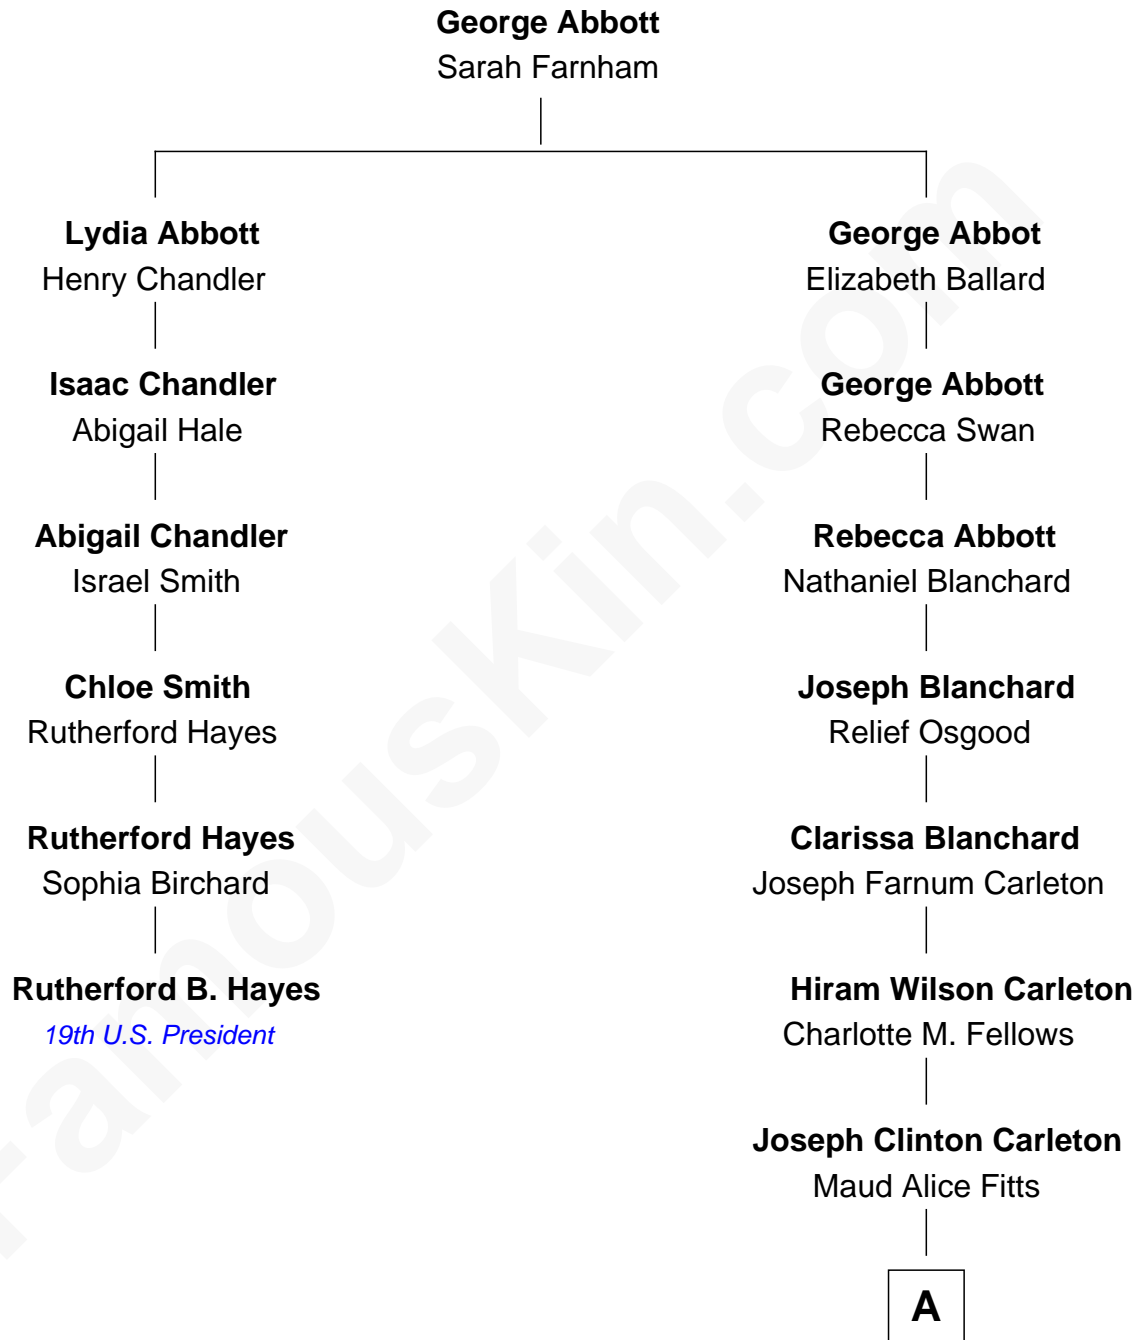 George Abbott
Sarah Farnham
Lydia Abbott
Henry Chandler
Isaac Chandler
Abigail Hale
Abigail Chandler
Israel Smith
Chloe Smith
Rutherford Hayes
Rutherford Hayes
Sophia Birchard
Rutherford B. Hayes
19th U.S. President
George Abbot
Elizabeth Ballard
George Abbott
Rebecca Swan
Rebecca Abbott
Nathaniel Blanchard
Joseph Blanchard
Relief Osgood
Clarissa Blanchard
Joseph Farnum Carleton
Hiram Wilson Carleton
Charlotte M. Fellows
Joseph Clinton Carleton
Maud Alice Fitts
A
FamousKin.com